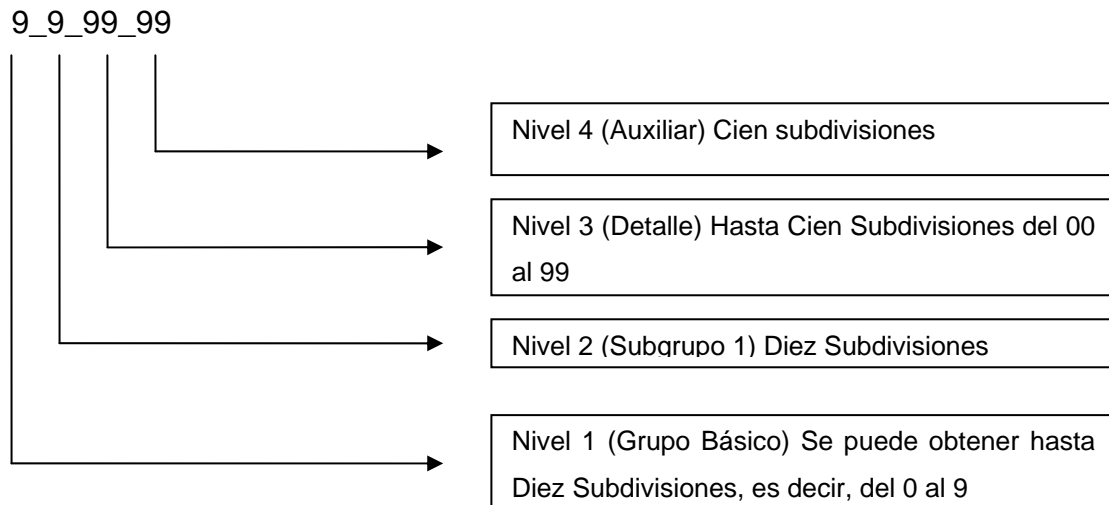 9_9_99_99
Nivel 4 (Auxiliar) Cien subdivisiones
Nivel 3 (Detalle) Hasta Cien Subdivisiones del 00
al 99
Nivel 2 (Subgrupo 1) Diez Subdivisiones
Nivel 1 (Grupo Básico) Se puede obtener hasta
Diez Subdivisiones, es decir, del 0 al 9